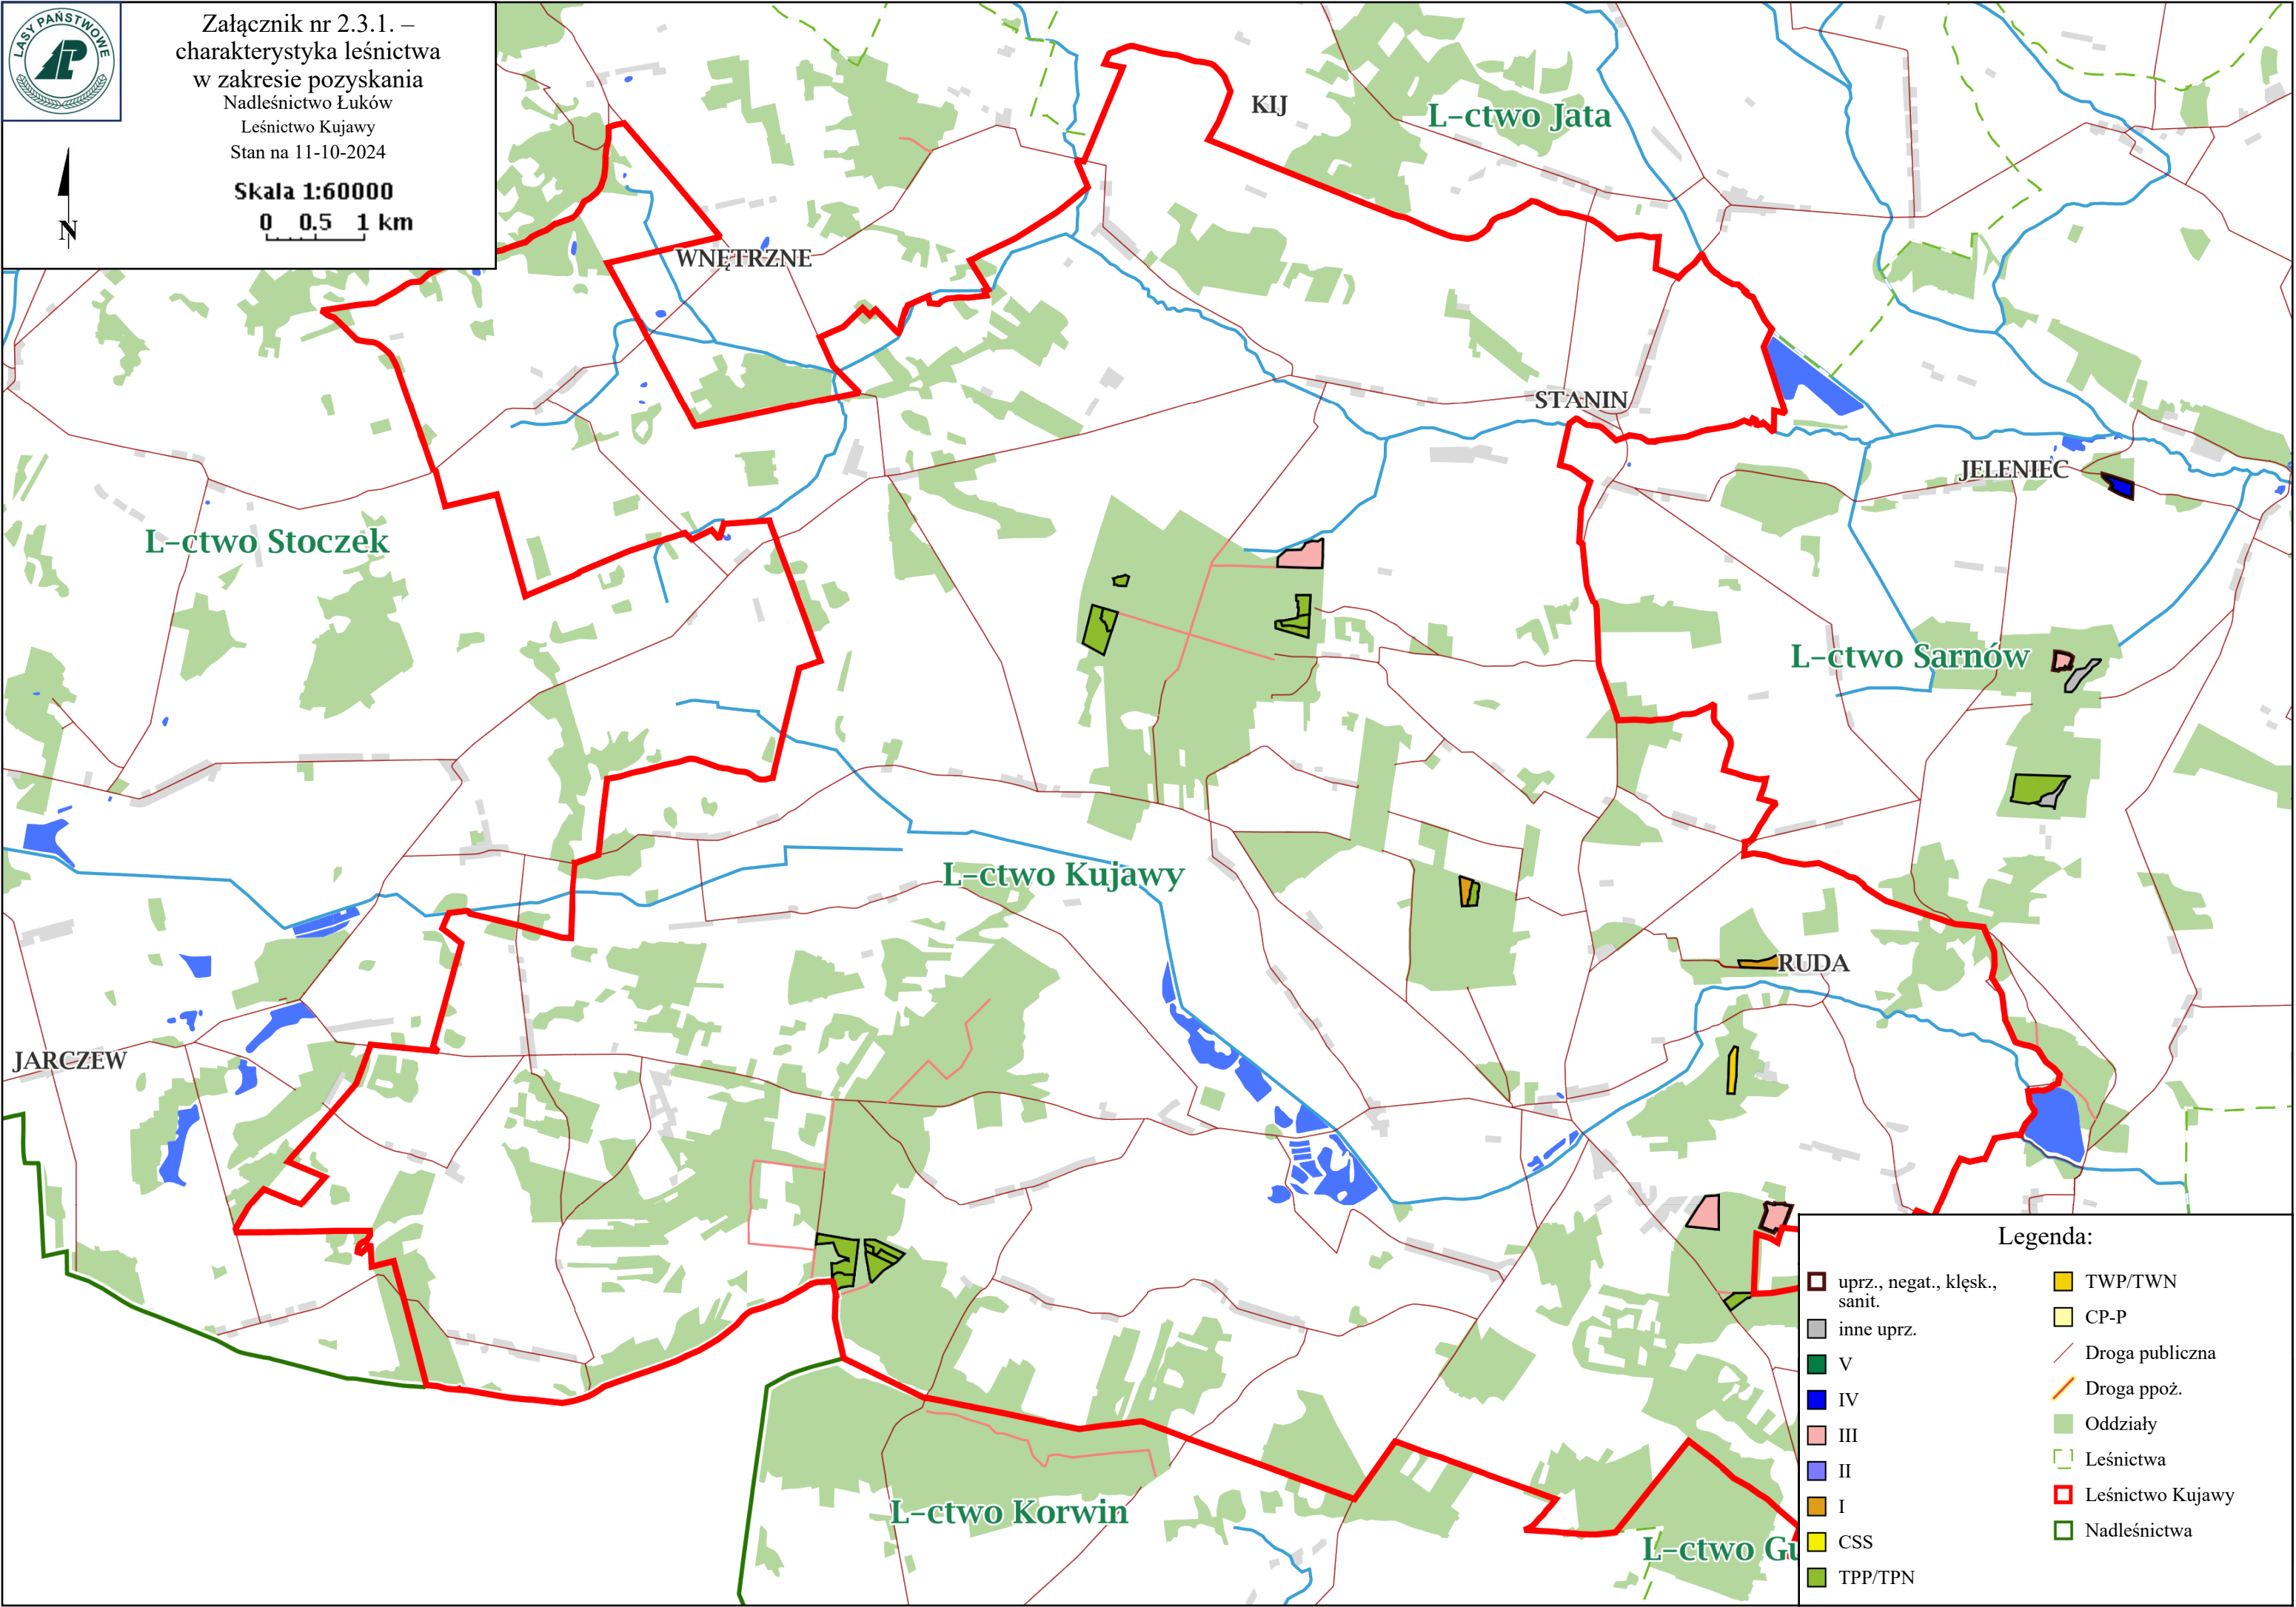 LASY PAŃSTWOWE
LP
Załącznik nr 2.3.1. –
charakterystyka leśnictwa
w zakresie pozyskania
Nadleśnictwo Łuków
Leśnictwo Kujawy
Stan na 11-10-2024
Skala 1:60000
0 0.5 1 km
N
KIJ
L-ctwo Jata
WNĘTRZNE
STANIN
JELENIEC
L-ctwo Stoczek
L-ctwo Sarnów
L-ctwo Kujawy
RUDA
JARCZEW
L-ctwo Korwin
L-ctwo Gu
Legenda:
uprz., negat., klęsk.,
sanit.
inne uprz.
V
IV
III
II
I
CSS
TPP/TPN
TWP/TWN
CP-P
Droga publiczna
Droga ppoż.
Oddziały
Leśnictwa
Leśnictwo Kujawy
Nadleśnictwa